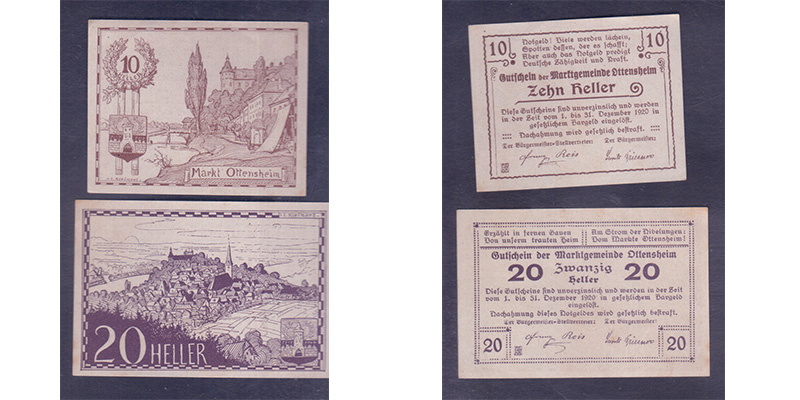 10
HELLER
Markt Ottensheim
20 HELLER
10
Notgeld! Viele werden lächeln,
Spotten dessen, der es schafft;
Aber auch das Notgeld predigt
Deutsche Zähigkeit und Kraft.
10
Gutschein der Marktgemeinde Ottensheim
Zehn Heller
Diese Gutscheine sind unverzinslich und werden
in der Zeit vom 1. bis 31. Dezember 1920 in
gesetzlichem Bargeld eingelöst.
Nachahmung wird gesetzlich bestraft.
Der Bürgermeister-Stellvertreter: Der Bürgermeister:
Erzählt in fernen Gauen
Von unserm trauten Heim
Am Strom der Nibelungen:
Vom Markte Ottensheim!
Gutschein der Marktgemeinde Ottensheim
20 Zwanzig 20
Heller
Diese Gutscheine sind unverzinslich und werden in der Zeit
vom 1. bis 31. Dezember 1920 in gesetzlichem Bargeld
eingelöst.
Nachahmung dieses Notgeldes wird gesetzlich bestraft.
Der Bürgermeister-Stellvertreter: Der Bürgermeister:
20
20